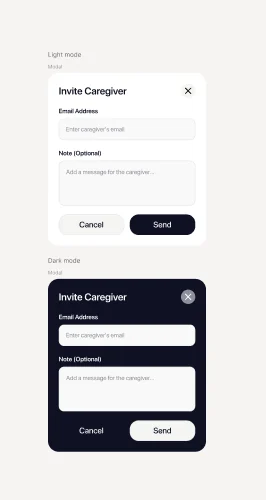 Light mode
Modal
Invite Caregiver
Email Address
Enter caregiver's email
Note (Optional)
Add a message for the caregiver...
Cancel
Send
Dark mode
Modal
Invite Caregiver
Email Address
Enter caregiver's email
Note (Optional)
Add a message for the caregiver...
Cancel
Send